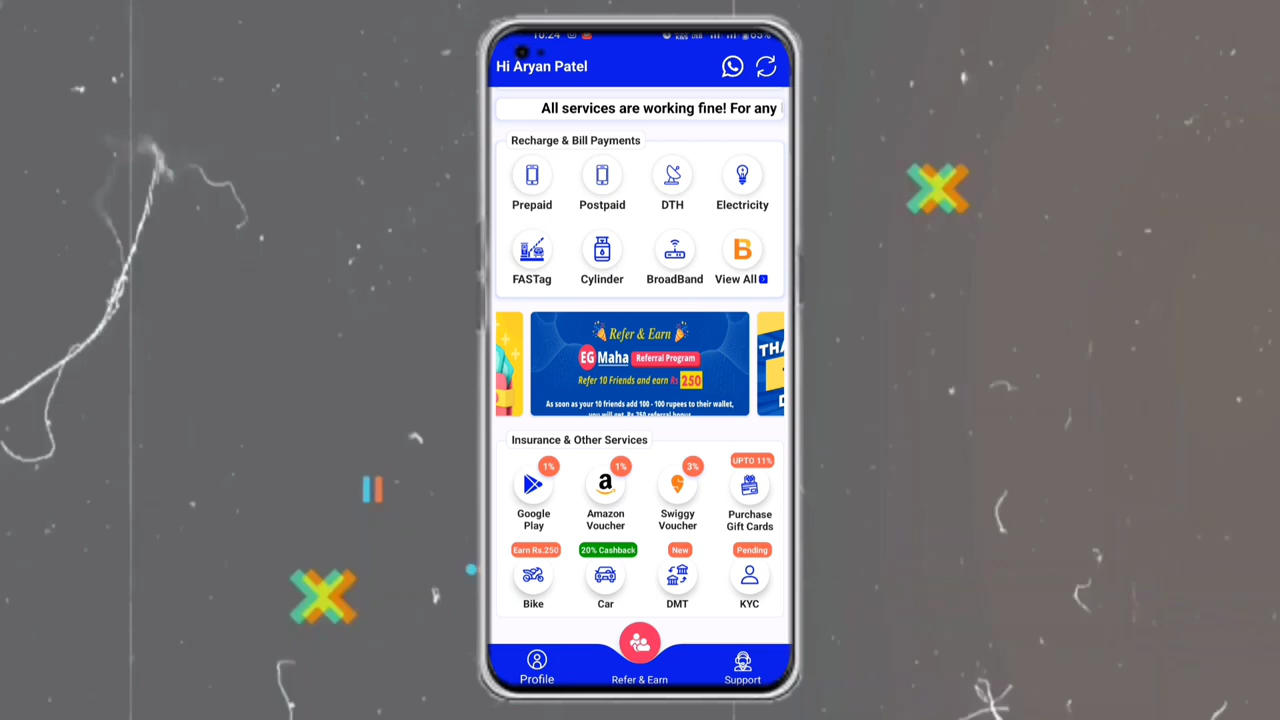 10:24
65%
Hi Aryan Patel
All services are working fine! For any
Recharge & Bill Payments
Prepaid
Postpaid
DTH
Electricity
FASTag
Cylinder
BroadBand
B
View All
Refer & Earn
EG Maha Referral Program
Refer 10 Friends and earn Rs 250
As soon as your 10 friends add 100 - 100 rupees to their wallet,
you will get Rs 250 referral bonus
THA
Insurance & Other Services
1%
1%
3%
UPTO 11%
a
Google
Play
Amazon
Voucher
Swiggy
Voucher
Purchase
Gift Cards
Earn Rs.250
20% Cashback
New
Pending
Bike
Car
DMT
KYC
Profile
Refer & Earn
Support